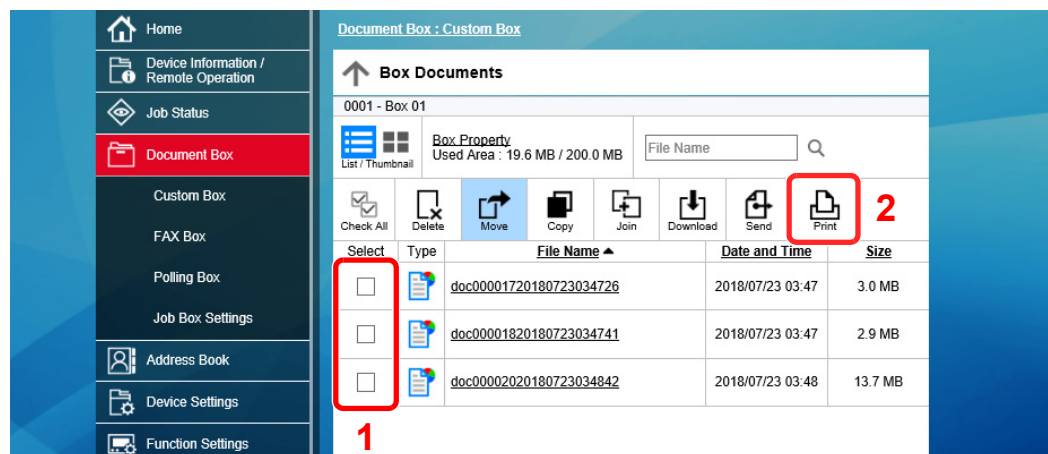 Home
Device Information /
Remote Operation
Job Status
Document Box
Custom Box
FAX Box
Polling Box
Job Box Settings
Address Book
Device Settings
Function Settings
Document Box : Custom Box
Box Documents
0001 - Box 01
List / Thumbnail
Box Property
Used Area : 19.6 MB / 200.0 MB
File Name
Check All Delete Move Copy Join Download Send Print 2
Select Type File Name Date and Time Size
doc00001720180723034726 2018/07/23 03:47 3.0 MB
doc00001820180723034741 2018/07/23 03:47 2.9 MB
doc00002020180723034842 2018/07/23 03:48 13.7 MB
1